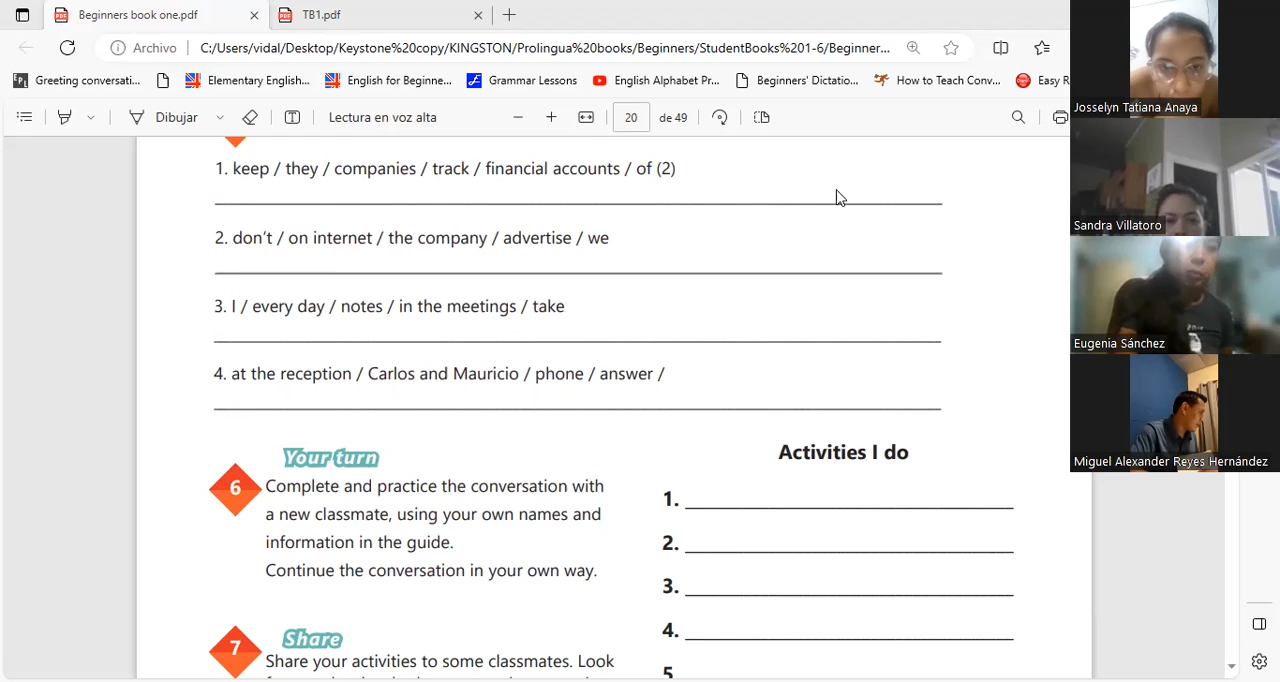 Beginners book one.pdf
TB1.pdf
Archivo
C:/Users/vidal/Desktop/Keystone%20copy/KINGSTON/Prolingua%20books/Beginners/StudentBooks%201-6/Beginner...
Greeting conversati...
Elementary English...
English for Beginne...
Grammar Lessons
English Alphabet Pr...
Beginners' Dictatio...
How to Teach Conv...
Easy R
Dibujar
Lectura en voz alta
20
de 49
1. keep / they / companies / track / financial accounts / of (2)
2. don't / on internet / the company / advertise / we
3. I / every day / notes / in the meetings / take
4. at the reception / Carlos and Mauricio / phone / answer /
Your turn
6
Complete and practice the conversation with
a new classmate, using your own names and
information in the guide.
Continue the conversation in your own way.
Activities I do
1.
2.
3.
4.
5
7
Share
Share your activities to some classmates. Look
Josselyn Tatiana Anaya
Sandra Villatoro
Eugenia Sánchez
Miguel Alexander Reyes Hernández